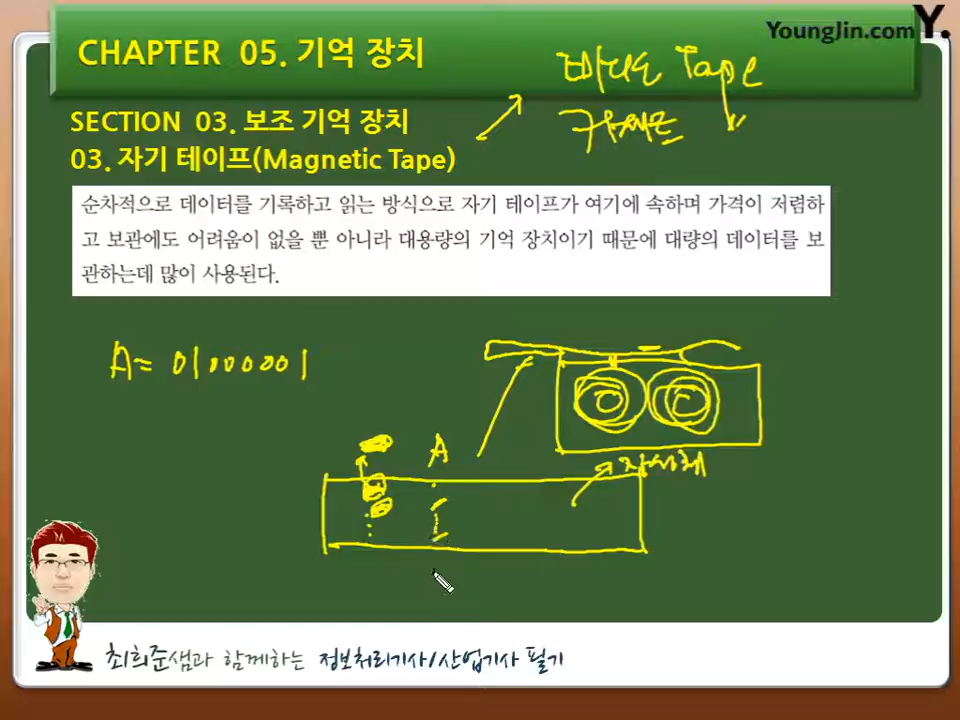 YoungJin.com Y.
CHAPTER 05. 기억 장치
비디오 Tape
SECTION 03. 보조 기억 장치
카세트
03. 자기 테이프(Magnetic Tape)
순차적으로 데이터를 기록하고 읽는 방식으로 자기 테이프가 여기에 속하며 가격이 저렴하
고 보관에도 어려움이 없을 뿐 아니라 대용량의 기억 장치이기 때문에 대량의 데이터를 보
관하는데 많이 사용된다.
A= 01000001
A
자성체
최희준샘과 함께하는 정보처리기사/산업기사 필기